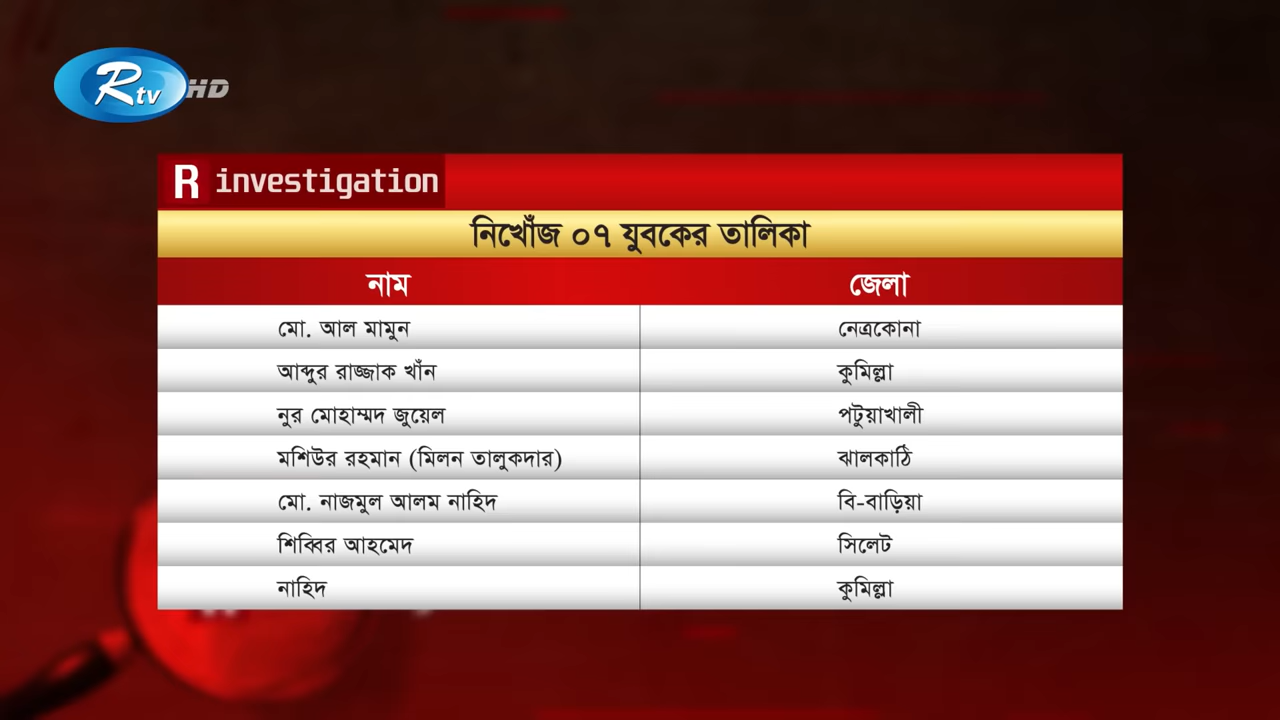 Rtv HD
R investigation
নিখোঁজ ০৭ যুবকের তালিকা
নাম জেলা
মো. আল মামুন নেত্রকোনা
আব্দুর রাজ্জাক খাঁন কুমিল্লা
নুর মোহাম্মদ জুয়েল পটুয়াখালী
মশিউর রহমান (মিলন তালুকদার) ঝালকাঠি
মো. নাজমুল আলম নাহিদ বি-বাড়িয়া
শিব্বির আহমেদ সিলেট
নাহিদ কুমিল্লা